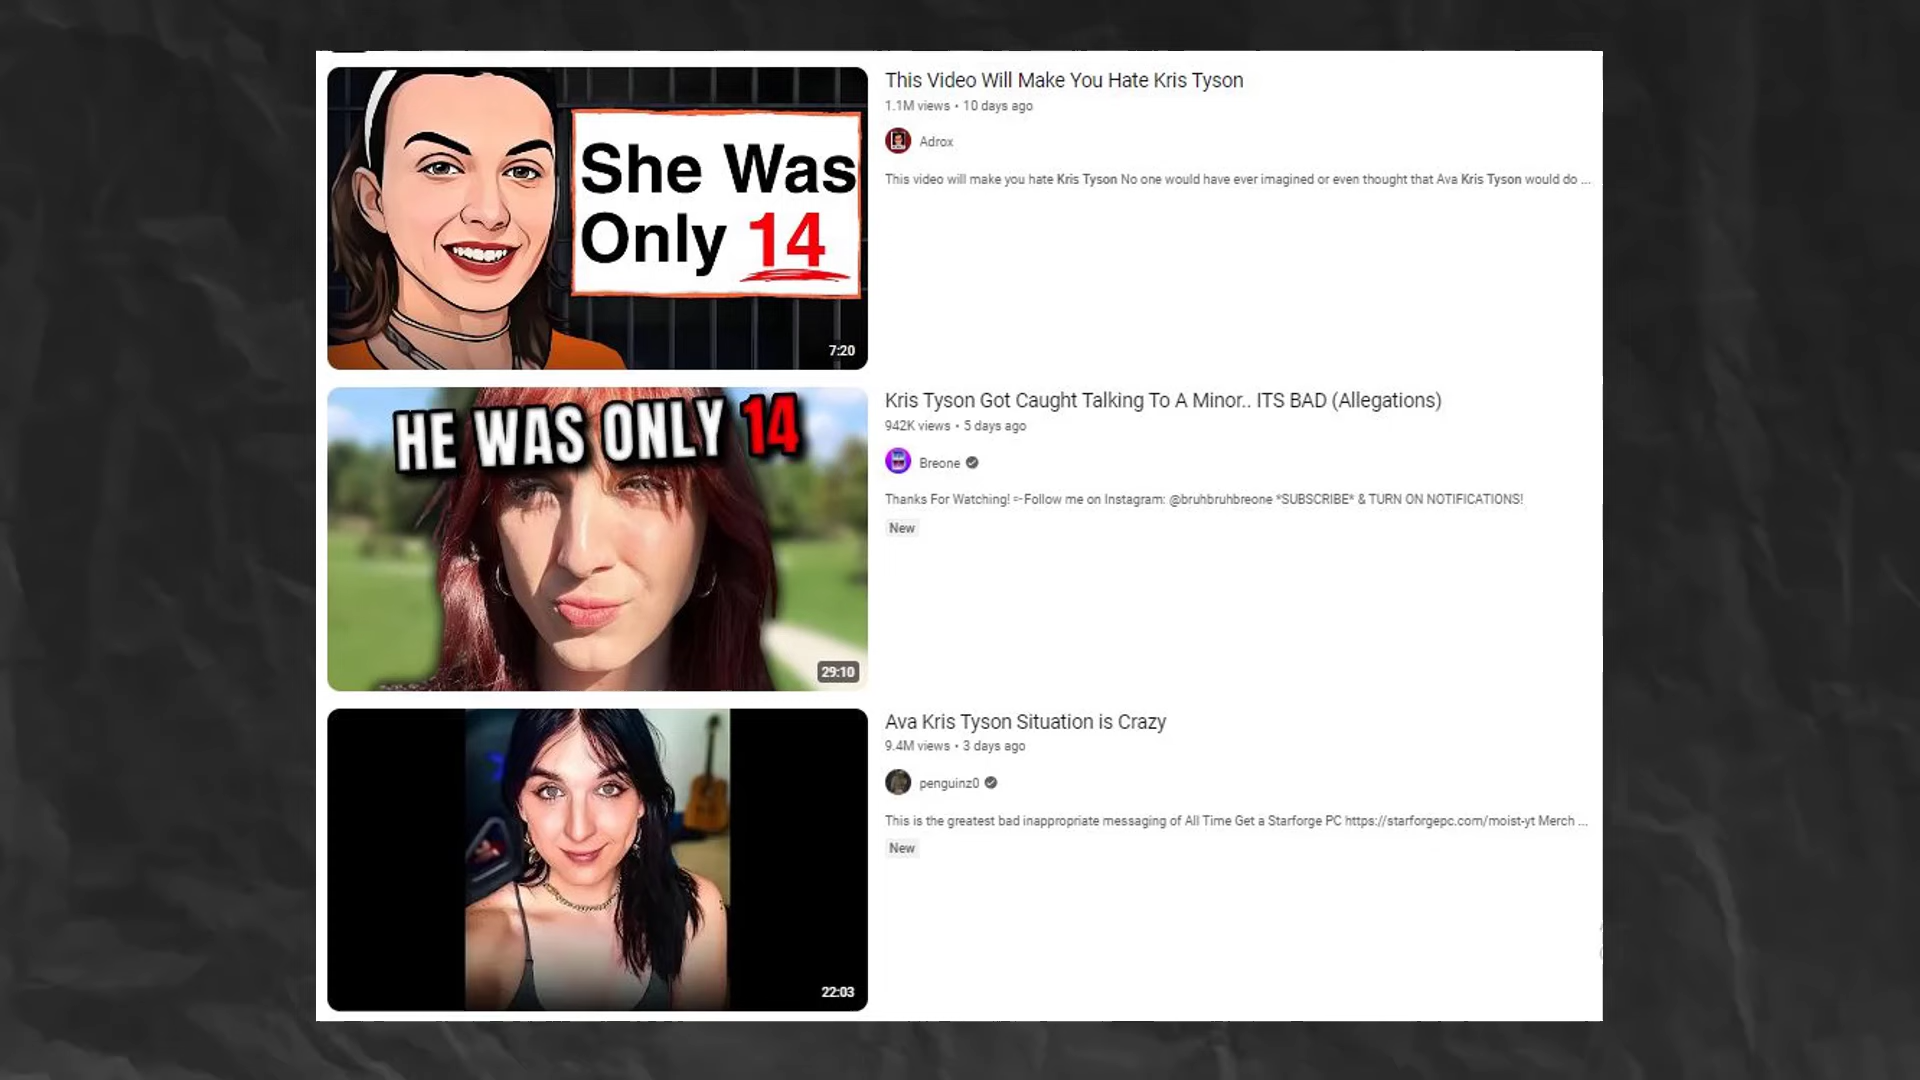 She Was
Only 14
7:20
This Video Will Make You Hate Kris Tyson
1.1M views • 10 days ago
Adrox
This video will make you hate Kris Tyson No one would have ever imagined or even thought that Ava Kris Tyson would do ...
HE WAS ONLY 14
29:10
Kris Tyson Got Caught Talking To A Minor.. ITS BAD (Allegations)
942K views • 5 days ago
Breone
Thanks For Watching! Follow me on Instagram: @bruhbruhbreone *SUBSCRIBE* & TURN ON NOTIFICATIONS!
New
22:03
Ava Kris Tyson Situation is Crazy
9.4M views • 3 days ago
penguinz0
This is the greatest bad inappropriate messaging of All Time Get a Starforge PC https://starforgepc.com/moist-yt Merch ...
New